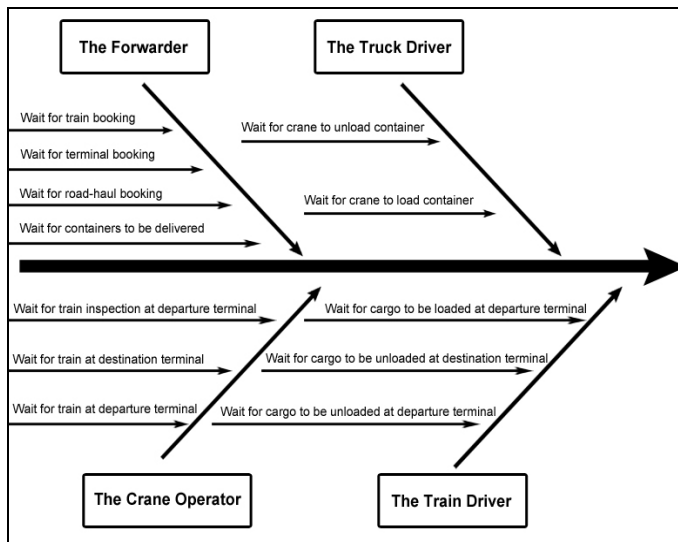 The Forwarder
The Truck Driver
Wait for train booking
Wait for crane to unload container
Wait for terminal booking
Wait for road-haul booking
Wait for crane to load container
Wait for containers to be delivered
Wait for train inspection at departure terminal
Wait for cargo to be loaded at departure terminal
Wait for train at destination terminal
Wait for cargo to be unloaded at destination terminal
Wait for train at departure terminal
Wait for cargo to be unloaded at departure terminal
The Crane Operator
The Train Driver